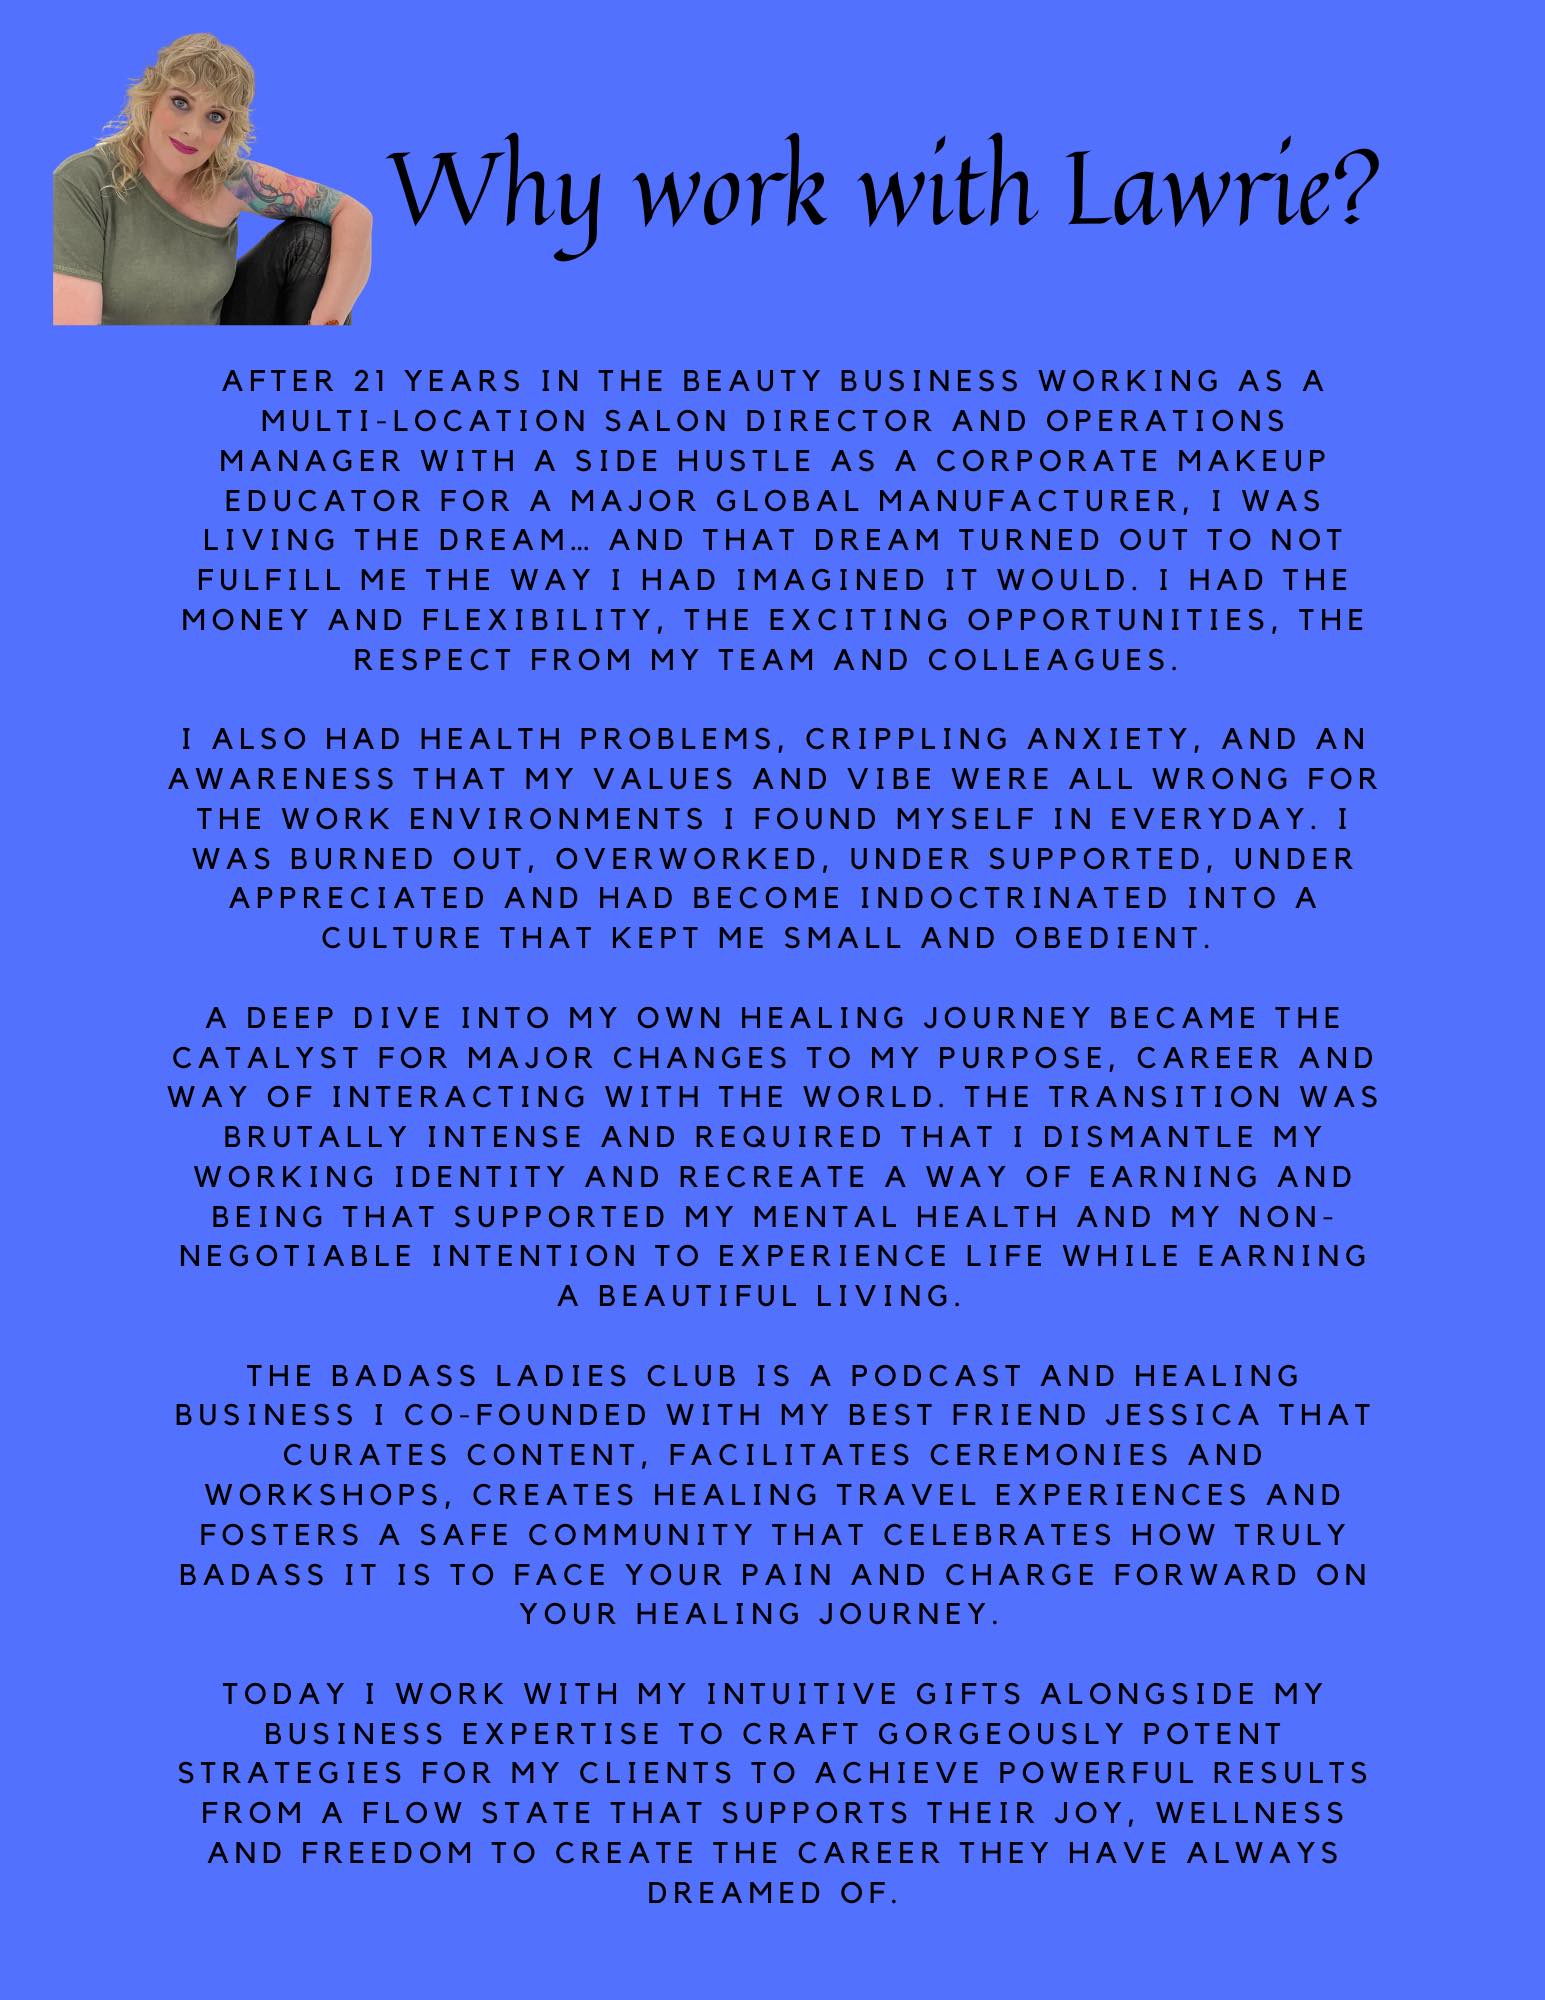 Why work with Lawrie?
AFTER 21 YEARS IN THE BEAUTY BUSINESS WORKING AS A
MULTI-LOCATION SALON DIRECTOR AND OPERATIONS
MANAGER WITH A SIDE HUSTLE AS A CORPORATE MAKEUP
EDUCATOR FOR A MAJOR GLOBAL MANUFACTURER, I WAS
LIVING THE DREAM... AND THAT DREAM TURNED OUT TO NOT
FULFILL ME THE WAY I HAD IMAGINED IT WOULD. I HAD THE
MONEY AND FLEXIBILITY, THE EXCITING OPPORTUNITIES, THE
RESPECT FROM MY TEAM AND COLLEAGUES.
I ALSO HAD HEALTH PROBLEMS, CRIPPLING ANXIETY, AND AN
AWARENESS THAT MY VALUES AND VIBE WERE ALL WRONG FOR
THE WORK ENVIRONMENTS I FOUND MYSELF IN EVERYDAY. I
WAS BURNED OUT, OVERWORKED, UNDER SUPPORTED, UNDER
APPRECIATED AND HAD BECOME INDOCTRINATED INTO A
CULTURE THAT KEPT ME SMALL AND OBEDIENT.
A DEEP DIVE INTO MY OWN HEALING JOURNEY BECAME THE
CATALYST FOR MAJOR CHANGES TO MY PURPOSE, CAREER AND
WAY OF INTERACTING WITH THE WORLD. THE TRANSITION WAS
BRUTALLY INTENSE AND REQUIRED THAT I DISMANTLE MY
WORKING IDENTITY AND RECREATE A WAY OF EARNING AND
BEING THAT SUPPORTED MY MENTAL HEALTH AND MY NON-
NEGOTIABLE INTENTION TO EXPERIENCE LIFE WHILE EARNING
A BEAUTIFUL LIVING.
THE BADASS LADIES CLUB IS A PODCAST AND HEALING
BUSINESS I CO-FOUNDED WITH MY BEST FRIEND JESSICA THAT
CURATES CONTENT, FACILITATES CEREMONIES AND
WORKSHOPS, CREATES HEALING TRAVEL EXPERIENCES AND
FOSTERS A SAFE COMMUNITY THAT CELEBRATES HOW TRULY
BADASS IT IS TO FACE YOUR PAIN AND CHARGE FORWARD ON
YOUR HEALING JOURNEY.
TODAY I WORK WITH MY INTUITIVE GIFTS ALONGSIDE MY
BUSINESS EXPERTISE TO CRAFT GORGEOUSLY POTENT
STRATEGIES FOR MY CLIENTS TO ACHIEVE POWERFUL RESULTS
FROM A FLOW STATE THAT SUPPORTS THEIR JOY, WELLNESS
AND FREEDOM TO CREATE THE CAREER THEY HAVE ALWAYS
DREAMED OF.